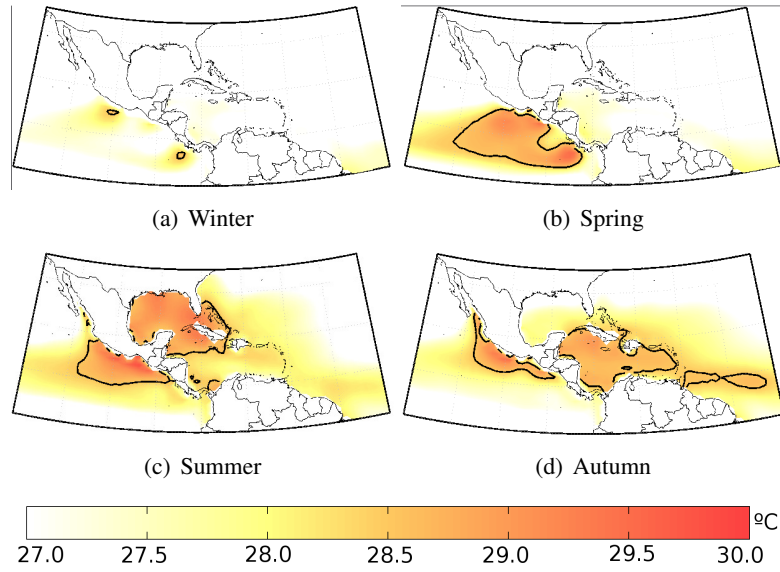 (a) Winter
(b) Spring
(c) Summer
(d) Autumn
ºC
27.0 27.5 28.0 28.5 29.0 29.5 30.0